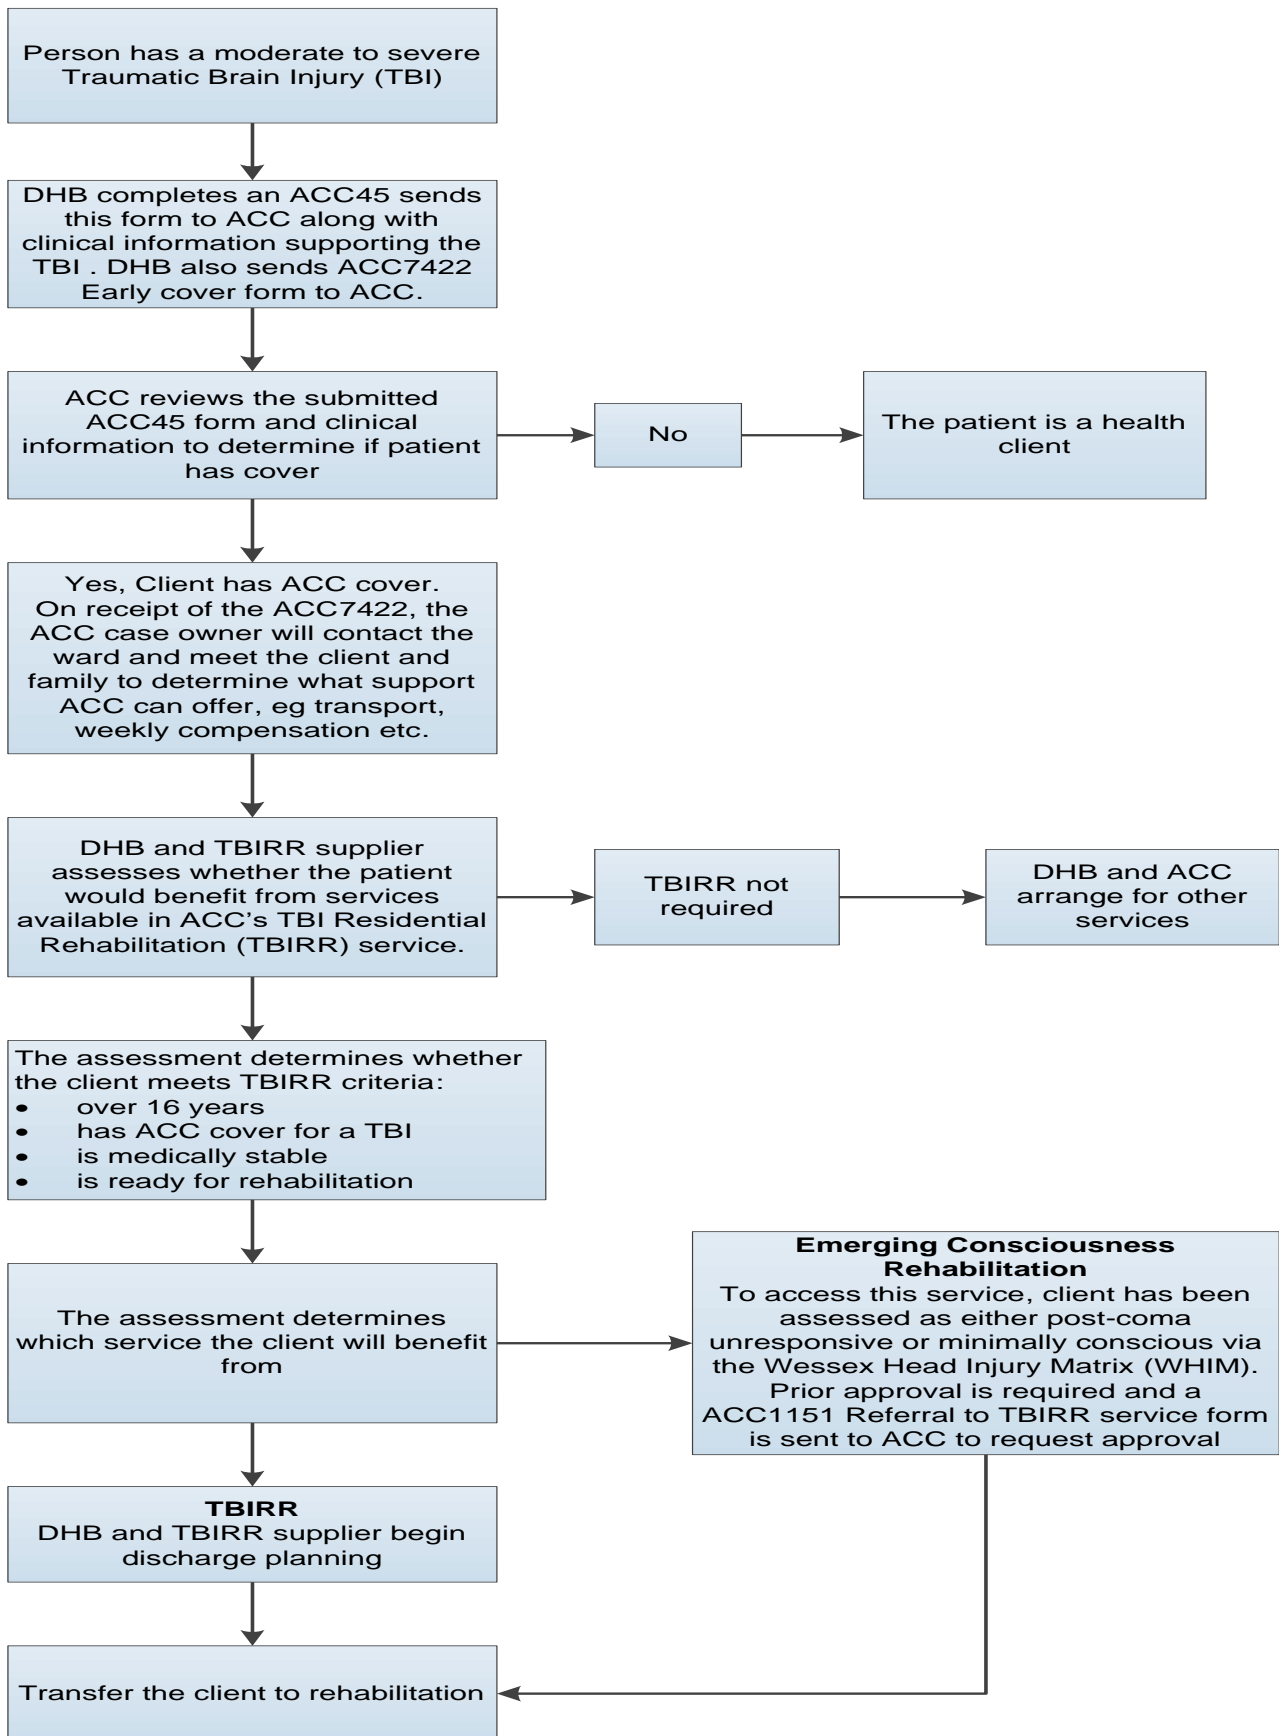 Person has a moderate to severe
Traumatic Brain Injury (TBI)
DHB completes an ACC45 sends
this form to ACC along with
clinical information supporting the
TBI . DHB also sends ACC7422
Early cover form to ACC.
ACC reviews the submitted
ACC45 form and clinical
information to determine if patient
has cover
No
The patient is a health
client
Yes, Client has ACC cover.
On receipt of the ACC7422, the
ACC case owner will contact the
ward and meet the client and
family to determine what support
ACC can offer, eg transport,
weekly compensation etc.
DHB and TBIRR supplier
assesses whether the patient
would benefit from services
available in ACC’s TBI Residential
Rehabilitation (TBIRR) service.
TBIRR not
required
DHB and ACC
arrange for other
services
The assessment determines whether
the client meets TBIRR criteria:
• over 16 years
• has ACC cover for a TBI
• is medically stable
• is ready for rehabilitation
The assessment determines
which service the client will benefit
from
Emerging Consciousness
Rehabilitation
To access this service, client has been
assessed as either post-coma
unresponsive or minimally conscious via
the Wessex Head Injury Matrix (WHIM).
Prior approval is required and a
ACC1151 Referral to TBIRR service form
is sent to ACC to request approval
TBIRR
DHB and TBIRR supplier begin
discharge planning
Transfer the client to rehabilitation